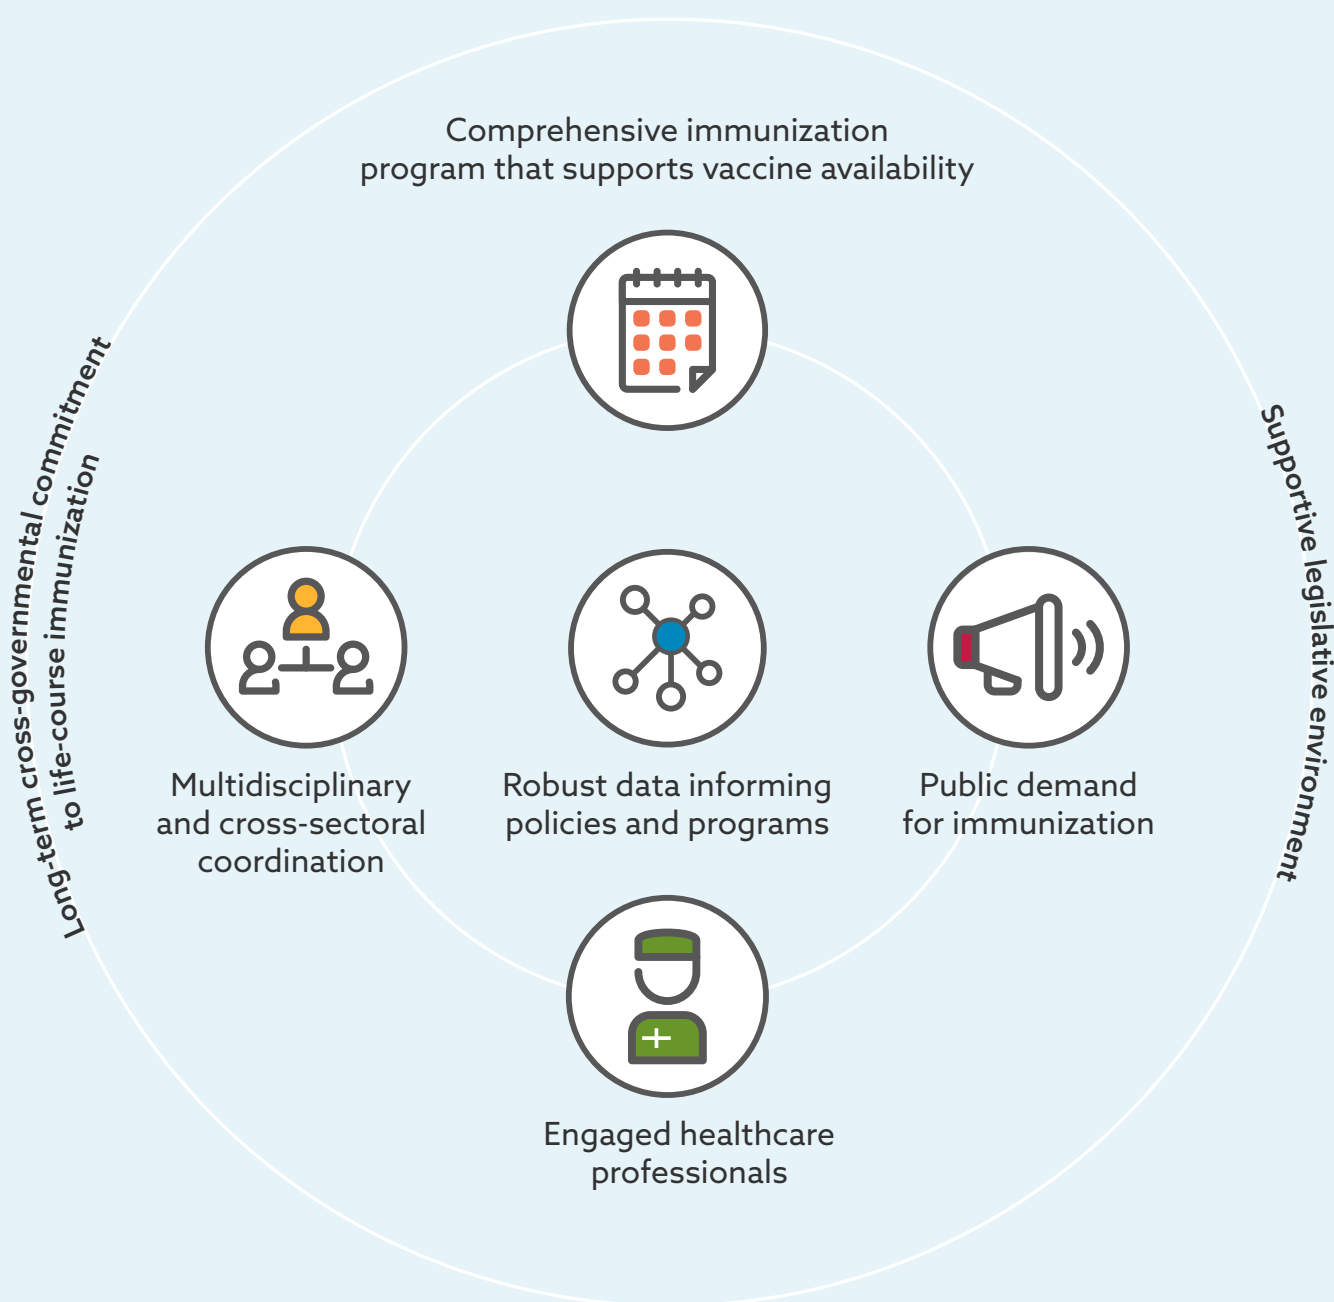 Comprehensive immunization
program that supports vaccine availability
Long-term cross-governmental commitment
to life-course immunization
Supportive legislative environment
Multidisciplinary
and cross-sectoral
coordination
Robust data informing
policies and programs
Public demand
for immunization
Engaged healthcare
professionals